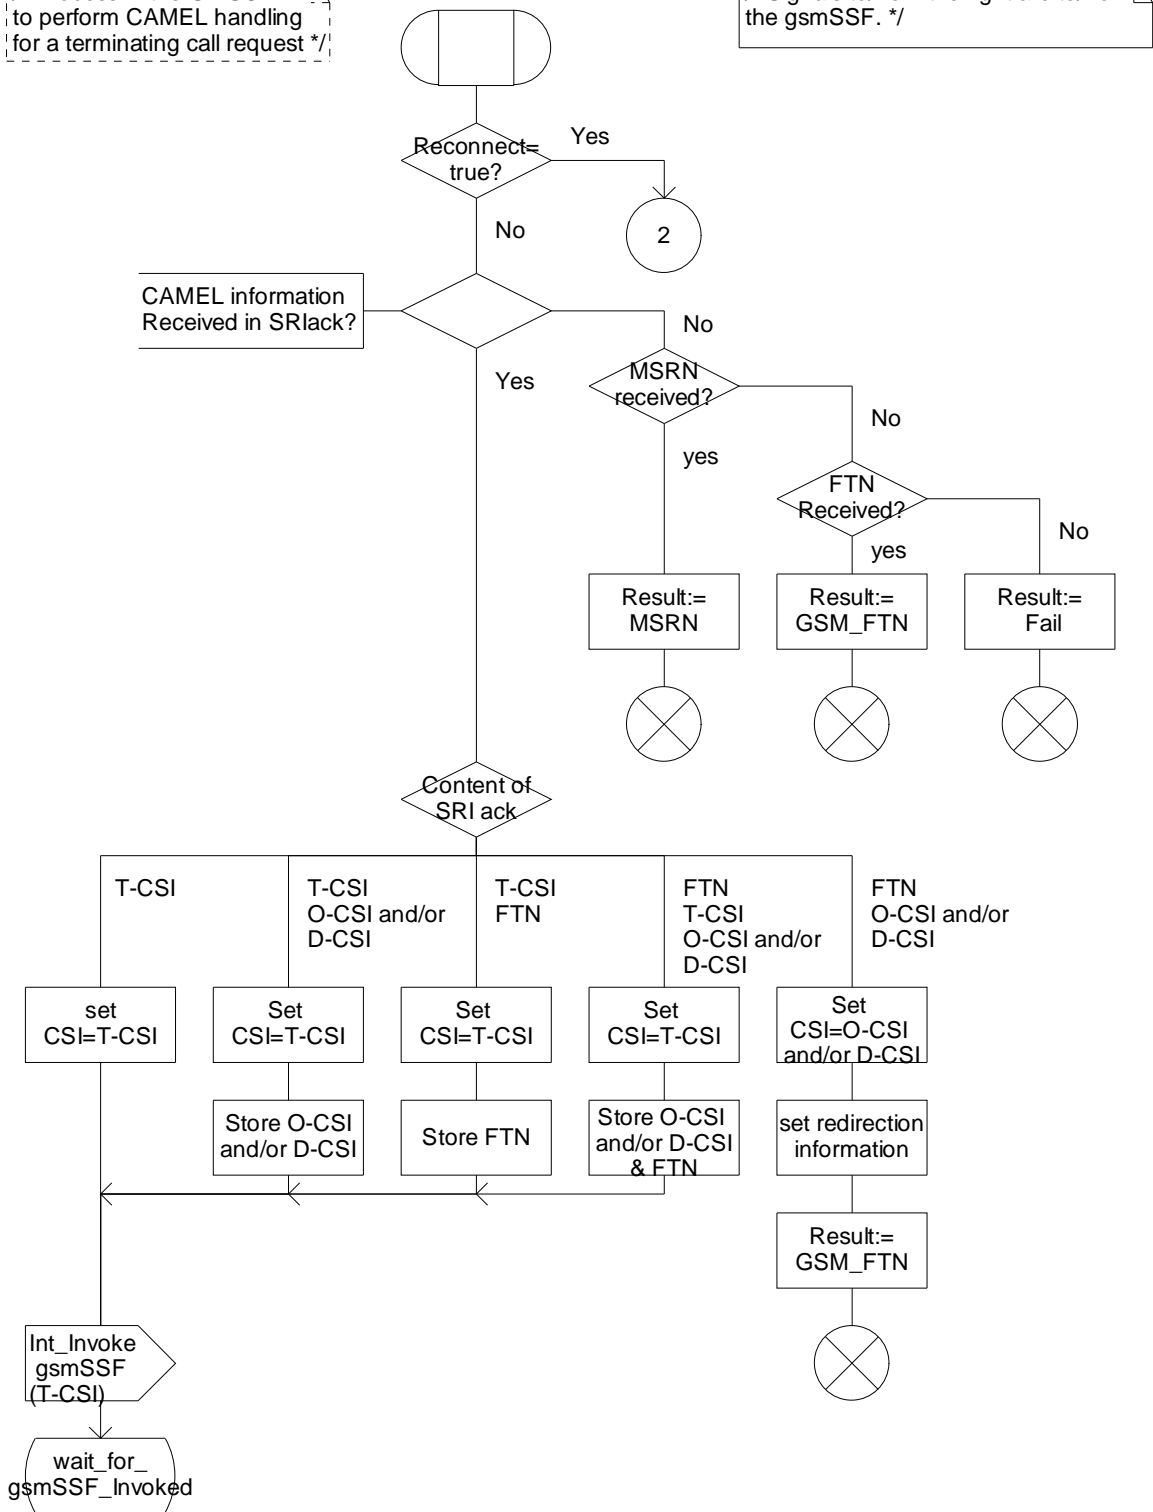 to perform CAMEL handling
for a terminating call request */
the gsmSSF. */
Reconnect=
true?
Yes
2
No
CAMEL information
Received in SRIack?
No
Yes
MSRN
received?
No
yes
FTN
Received?
No
yes
Result:=
MSRN
Result:=
GSM_FTN
Result:=
Fail
Content of
SRI ack
T-CSI
T-CSI
O-CSI and/or
D-CSI
T-CSI
FTN
FTN
T-CSI
O-CSI and/or
D-CSI
FTN
O-CSI and/or
D-CSI
set
CSI=T-CSI
Set
CSI=T-CSI
Set
CSI=T-CSI
Set
CSI=T-CSI
Set
CSI=O-CSI
and/or D-CSI
Store O-CSI
and/or D-CSI
Store FTN
Store O-CSI
and/or D-CSI
& FTN
set redirection
information
Result:=
GSM_FTN
Int_Invoke
gsmSSF
(T-CSI)
wait_for_
gsmSSF_Invoked